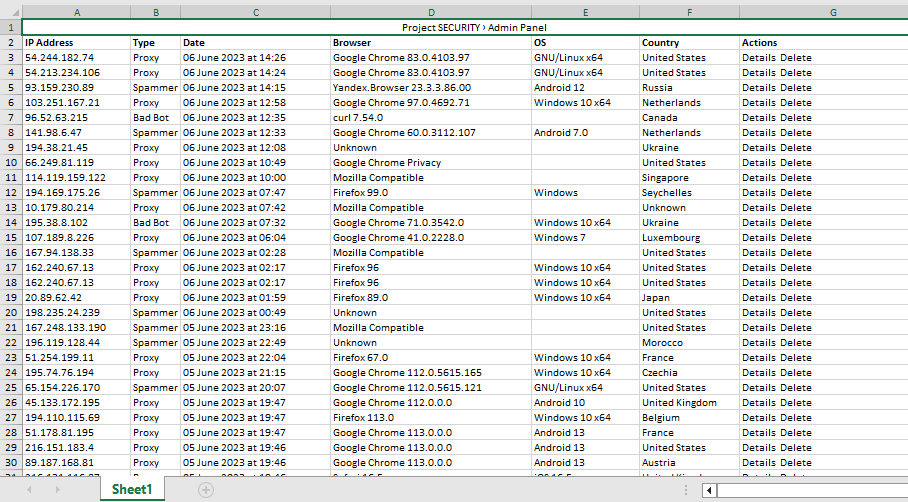 A B C D E F G
1 Project SECURITY › Admin Panel
2 IP Address Type Date Browser OS Country Actions
3 54.244.182.74 Proxy 06 June 2023 at 14:26 Google Chrome 83.0.4103.97 GNU/Linux x64 United States Details Delete
4 54.213.234.106 Proxy 06 June 2023 at 14:24 Google Chrome 83.0.4103.97 GNU/Linux x64 United States Details Delete
5 93.159.230.89 Spammer 06 June 2023 at 14:15 Yandex.Browser 23.3.3.86.00 Android 12 Russia Details Delete
6 103.251.167.21 Proxy 06 June 2023 at 12:58 Google Chrome 97.0.4692.71 Windows 10 x64 Netherlands Details Delete
7 96.52.63.215 Bad Bot 06 June 2023 at 12:35 curl 7.54.0 Canada Details Delete
8 141.98.6.47 Spammer 06 June 2023 at 12:33 Google Chrome 60.0.3112.107 Android 7.0 Netherlands Details Delete
9 194.38.21.45 Proxy 06 June 2023 at 12:08 Unknown Ukraine Details Delete
10 66.249.81.119 Proxy 06 June 2023 at 10:49 Google Chrome Privacy United States Details Delete
11 114.119.159.122 Proxy 06 June 2023 at 10:00 Mozilla Compatible Singapore Details Delete
12 194.169.175.26 Spammer 06 June 2023 at 07:47 Firefox 99.0 Windows Seychelles Details Delete
13 10.179.80.214 Proxy 06 June 2023 at 07:42 Mozilla Compatible Unknown Details Delete
14 195.38.8.102 Bad Bot 06 June 2023 at 07:32 Google Chrome 71.0.3542.0 Windows 10 x64 Ukraine Details Delete
15 107.189.8.226 Proxy 06 June 2023 at 06:04 Google Chrome 41.0.2228.0 Windows 7 Luxembourg Details Delete
16 167.94.138.33 Spammer 06 June 2023 at 02:28 Mozilla Compatible United States Details Delete
17 162.240.67.13 Proxy 06 June 2023 at 02:17 Firefox 96 Windows 10 x64 United States Details Delete
18 162.240.67.13 Proxy 06 June 2023 at 02:17 Firefox 96 Windows 10 x64 United States Details Delete
19 20.89.62.42 Proxy 06 June 2023 at 01:59 Firefox 89.0 Windows 10 x64 Japan Details Delete
20 198.235.24.239 Spammer 06 June 2023 at 00:49 Unknown United States Details Delete
21 167.248.133.190 Spammer 05 June 2023 at 23:16 Mozilla Compatible United States Details Delete
22 196.119.128.44 Spammer 05 June 2023 at 22:49 Unknown Morocco Details Delete
23 51.254.199.11 Proxy 05 June 2023 at 22:04 Firefox 67.0 Windows 10 x64 France Details Delete
24 195.74.76.194 Proxy 05 June 2023 at 21:15 Google Chrome 112.0.5615.165 Windows 10 x64 Czechia Details Delete
25 65.154.226.170 Spammer 05 June 2023 at 20:07 Google Chrome 112.0.5615.121 GNU/Linux x64 United States Details Delete
26 45.133.172.195 Proxy 05 June 2023 at 19:47 Google Chrome 112.0.0.0 Android 10 United Kingdom Details Delete
27 194.110.115.69 Proxy 05 June 2023 at 19:47 Firefox 113.0 Windows 10 x64 Belgium Details Delete
28 51.178.81.195 Proxy 05 June 2023 at 19:47 Google Chrome 113.0.0.0 Android 13 France Details Delete
29 216.151.183.4 Proxy 05 June 2023 at 19:46 Google Chrome 113.0.0.0 Android 13 United States Details Delete
30 89.187.168.81 Proxy 05 June 2023 at 19:46 Google Chrome 113.0.0.0 Android 13 Austria Details Delete
Sheet1